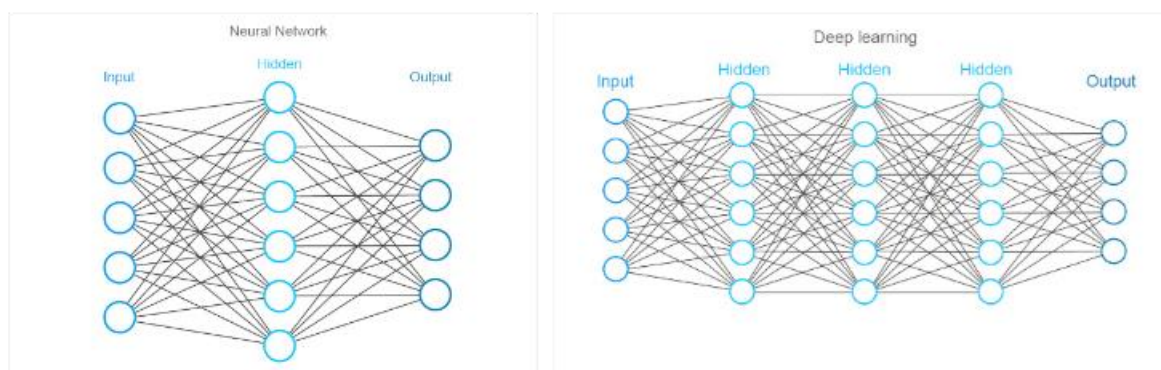 Neural Network
Input
Hidden
Output
Deep learning
Input
Hidden
Hidden
Hidden
Output